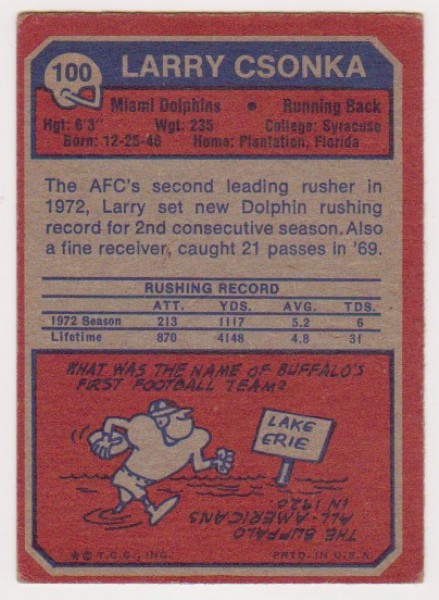 100
LARRY CSONKA
Miami Dolphins • Running Back
Hgt: 6'3" Wgt: 235 College: Syracuse
Born: 12-25-46 Home: Plantation, Florida
The AFC's second leading rusher in
1972, Larry set new Dolphin rushing
record for 2nd consecutive season. Also
a fine receiver, caught 21 passes in '69.
RUSHING RECORD
ATT. YDS. AVG. TDS.
1972 Season 213 1117 5.2 6
Lifetime 870 4148 4.8 31
WHAT WAS THE NAME OF BUFFALO'S
FIRST FOOTBALL TEAM?
LAKE
ERIE
THE BUFFALO
ALL-AMERICANS
IN 1920.
** © T.C.G., INC. PRTD. IN U.S.A.